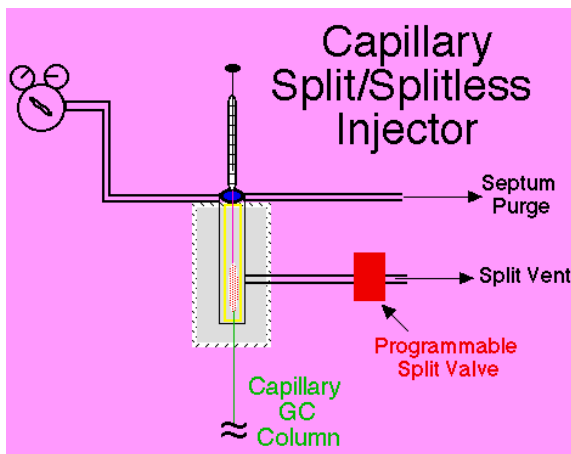 Capillary
Split/Splitless
Injector
Septum
Purge
Split Vent
Programmable
Split Valve
Capillary
GC
Column